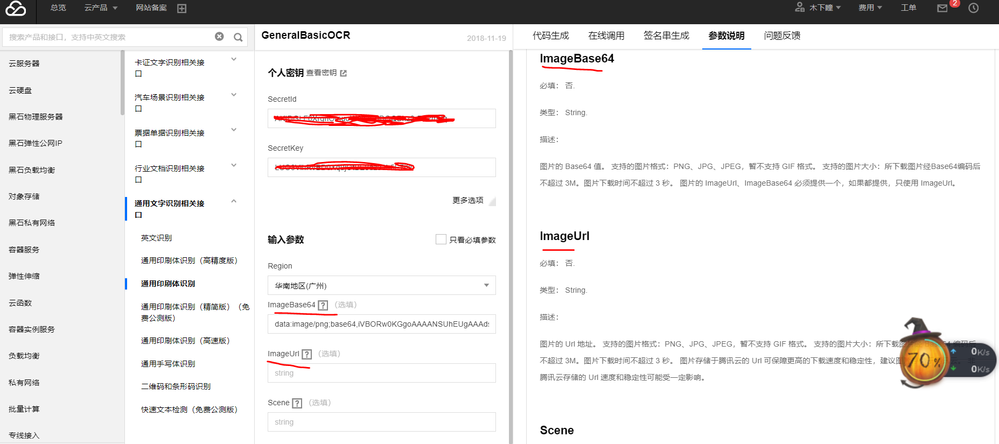 总览
云产品
网站备案
木下瞳
费用
工单
2
搜索产品和接口，支持中英文搜索
云服务器
云硬盘
黑石物理服务器
黑石弹性公网IP
黑石负载均衡
对象存储
黑石私有网络
容器服务
弹性伸缩
云函数
容器实例服务
负载均衡
私有网络
批量计算
专线接入
卡证文字识别相关接
口
汽车场景识别相关接
口
票据单据识别相关接
口
行业文档识别相关接
口
通用文字识别相关接
口
英文识别
通用印刷体识别（高精度版）
通用印刷体识别
通用印刷体识别（精简版）（免
费公测版）
通用印刷体识别（高速版）
通用手写体识别
二维码和条形码识别
快速文本检测（免费公测版）
GeneralBasicOCR
2018-11-19
个人密钥 查看密钥
SecretId
SecretKey
更多选项
输入参数
只看必填参数
Region
华南地区(广州)
ImageBase64 ? （选填）
data:image/png;base64,iVBORw0KGgoAAAANSUhEUgAAAds
ImageUrl ? （选填）
string
Scene ? （选填）
string
代码生成
在线调用
签名串生成
参数说明
问题反馈
ImageBase64
必填： 否.
类型： String.
描述：
图片的 Base64 值。 支持的图片格式：PNG、JPG、JPEG，暂不支持 GIF 格式。 支持的图片大小：所下载图片经Base64编码后
不超过 3M。图片下载时间不超过 3 秒。 图片的 ImageUrl、ImageBase64 必须提供一个，如果都提供，只使用 ImageUrl。
ImageUrl
必填： 否.
类型： String.
描述：
图片的 Url 地址。 支持的图片格式：PNG、JPG、JPEG，暂不支持 GIF 格式。 支持的图片大小：所下载图 64 编码后
不超过 3M。图片下载时间不超过 3 秒。 图片存储于腾讯云的 Url 可保障更高的下载速度和稳定性，建议图
腾讯云存储的 Url 速度和稳定性可能受一定影响。
Scene
70%
0K/s
0K/s